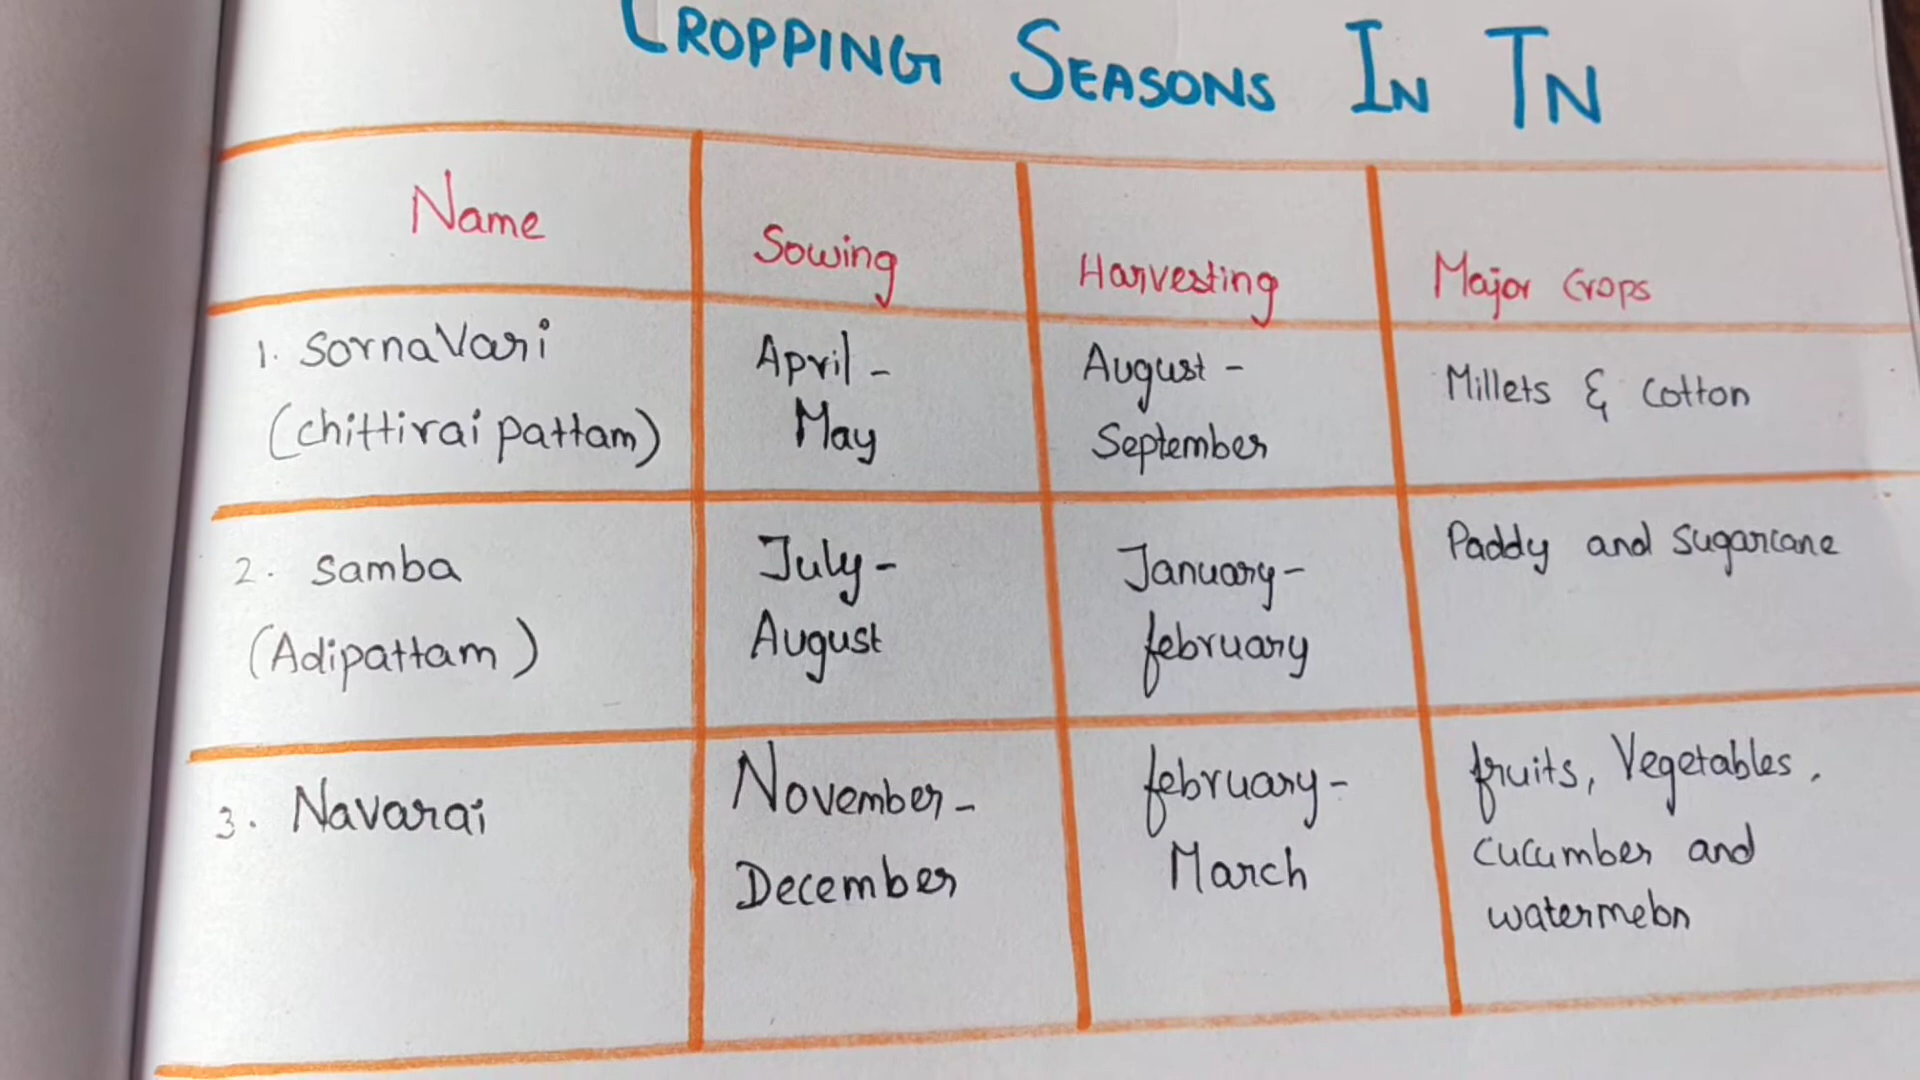 CROPPING SEASONS IN TN
Name
Sowing
Harvesting
Major Crops
1. SornaVari
(chittirai pattam)
April -
May
August -
September
Millets & cotton
2. Samba
(Adipattam)
July -
August
January -
february
Paddy and sugarcane
3. Navarai
November -
December
february -
March
fruits, Vegetables,
cucumber and
watermelon